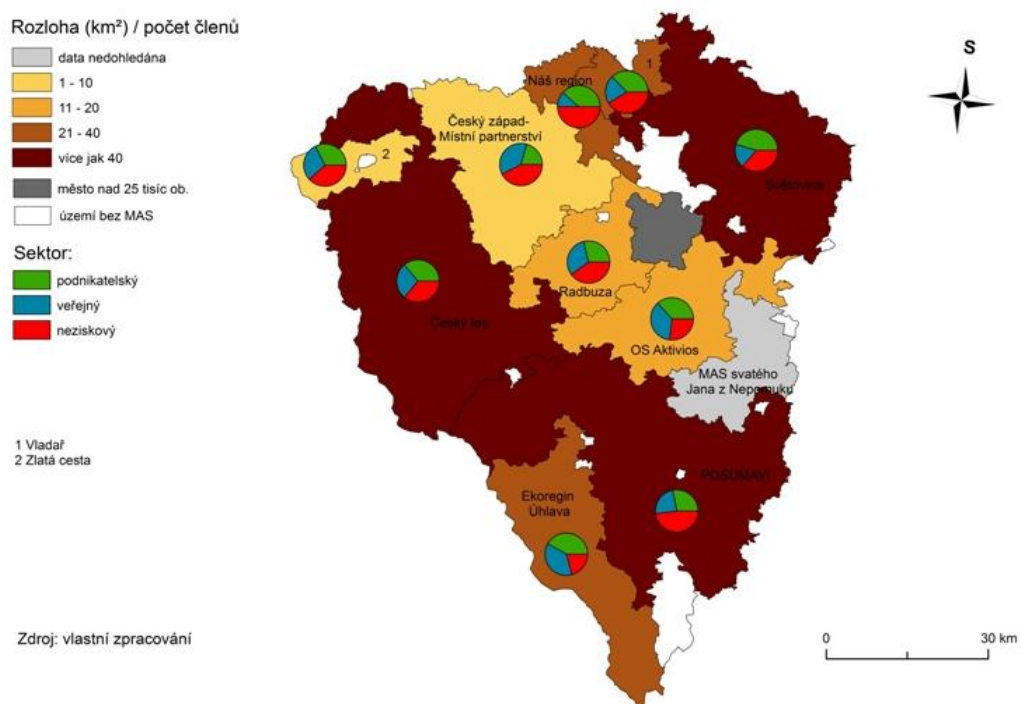 Rozloha (km²) / počet členů
data nedohledána
1 - 10
11 - 20
21 - 40
více jak 40
město nad 25 tisíc ob.
území bez MAS
Sektor:
podnikatelský
veřejný
neziskový
1 Vladař
2 Zlatá cesta
Zdroj: vlastní zpracování
S
Náš region
1
Český západ-
Místní partnerství
2
Světovina
Radbuza
Český les
OS Aktivios
MAS svatého
Jana z Nepomuku
POŠUMAVÍ
Ekoregin
Úhlava
0
30 km